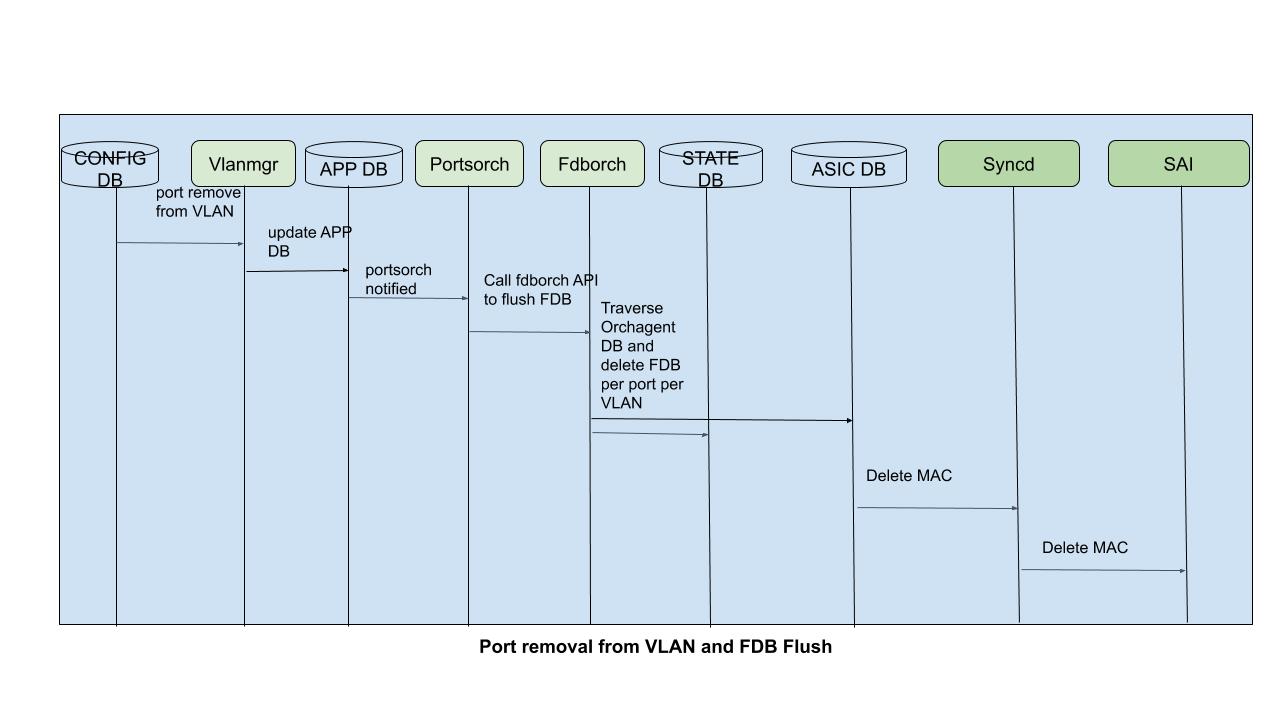 CONFIG
DB
Vlanmgr
APP DB
Portsorch
Fdborch
STATE
DB
ASIC DB
Syncd
SAI
port remove
from VLAN
update APP
DB
portsorch
notified
Call fdborch API
to flush FDB
Traverse
Orchagent
DB and
delete FDB
per port per
VLAN
Delete MAC
Delete MAC
Port removal from VLAN and FDB Flush